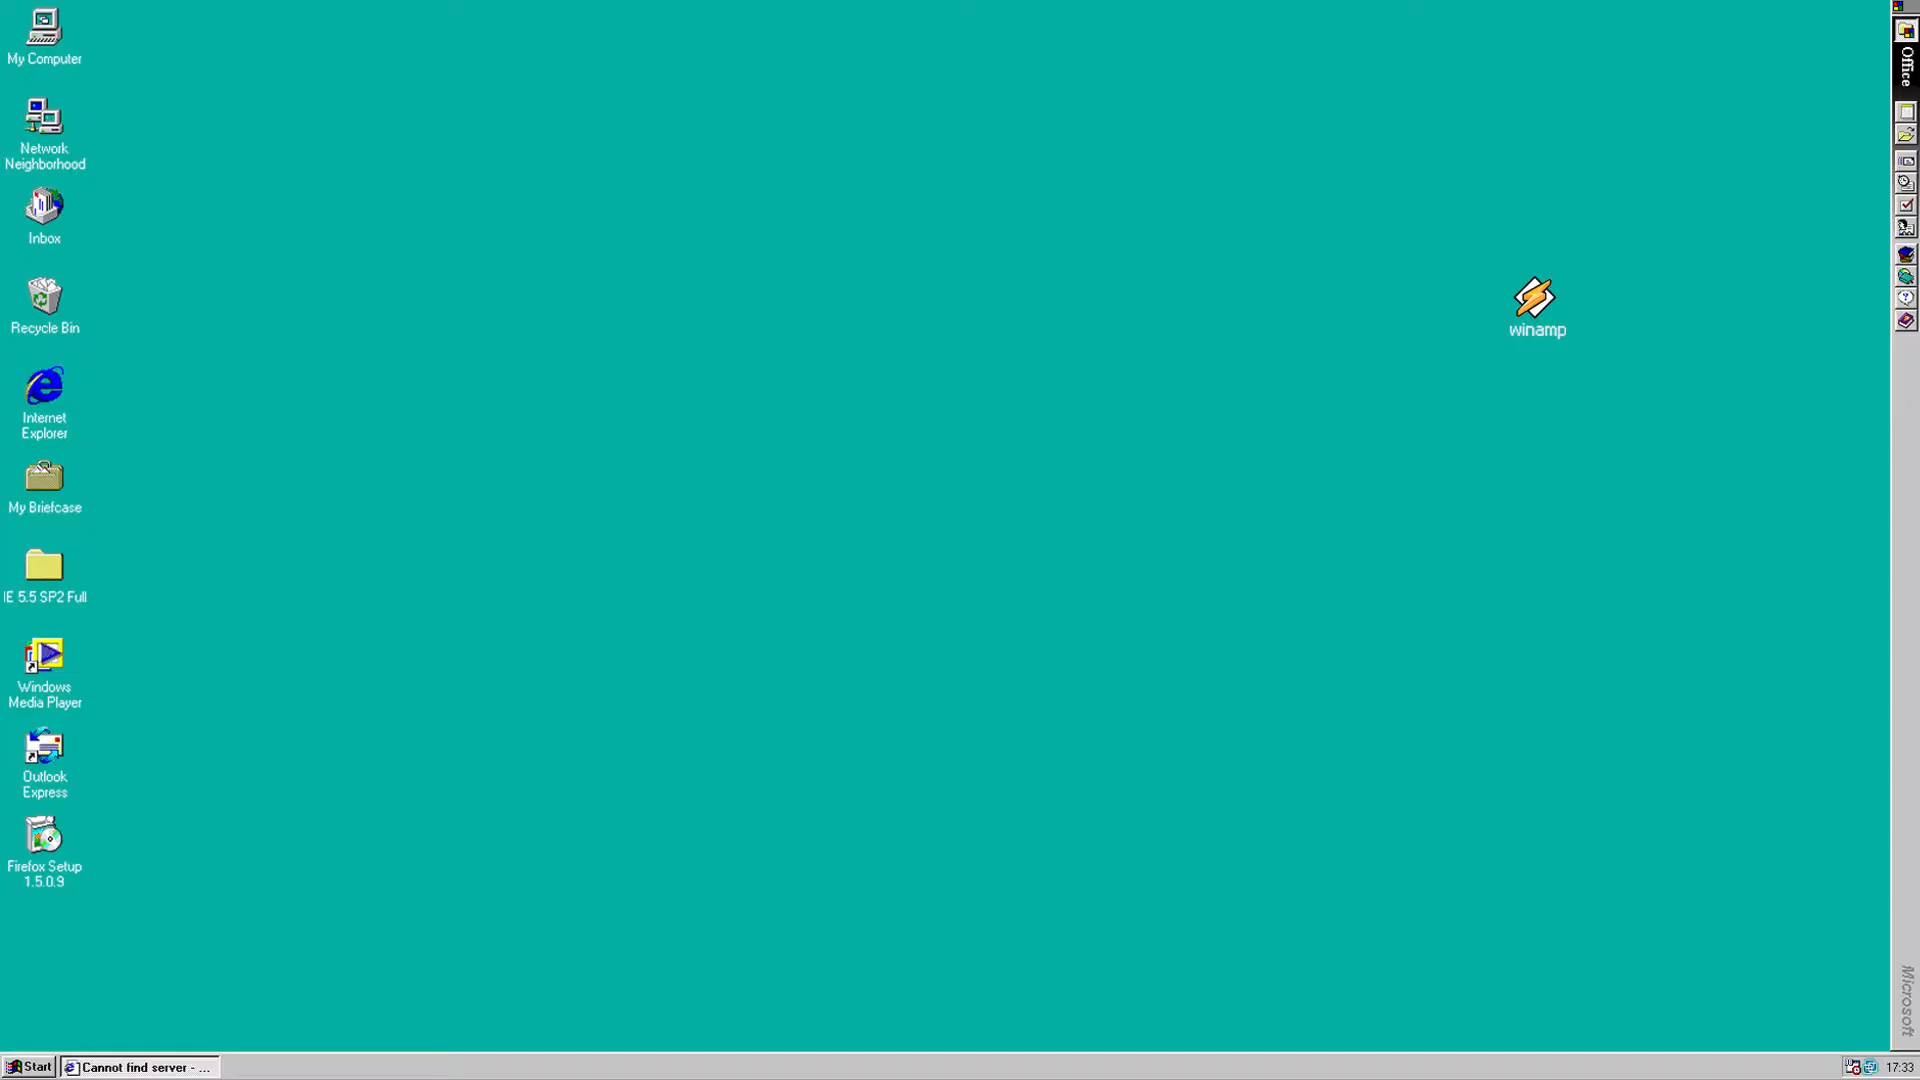 My Computer
Network
Neighborhood
Inbox
Recycle Bin
Internet
Explorer
My Briefcase
IE 5.5 SP2 Full
Windows
Media Player
Outlook
Express
Firefox Setup
1.5.0.9
winamp
Office
Microsoft
Start
Cannot find server - ...
17:33